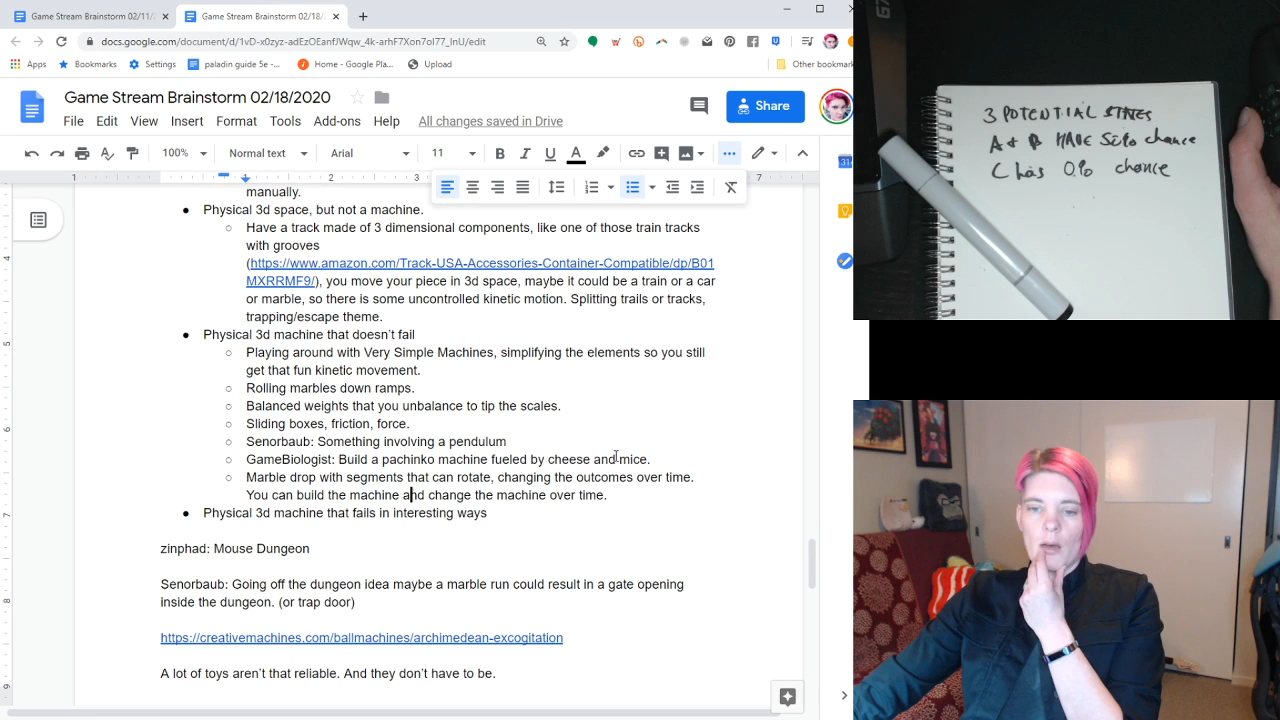 Game Stream Brainstorm 02/11/
Game Stream Brainstorm 02/18/
docs.google.com/document/d/1vD-x0zyz-adEzOEanfJWqw_4k-arhF7Xon7ol77_InU/edit
Apps
Bookmarks
Settings
paladin guide 5e -...
Home - Google Pla...
Upload
Other bookmark
Game Stream Brainstorm 02/18/2020
Share
File Edit View Insert Format Tools Add-ons Help All changes saved in Drive
100% Normal text Arial 11 B I U A
1 2 3 7
manually.
● Physical 3d space, but not a machine.
○ Have a track made of 3 dimensional components, like one of those train tracks
with grooves
(https://www.amazon.com/Track-USA-Accessories-Container-Compatible/dp/B01
MXRRMF9/), you move your piece in 3d space, maybe it could be a train or a car
or marble, so there is some uncontrolled kinetic motion. Splitting trails or tracks,
trapping/escape theme.
● Physical 3d machine that doesn’t fail
○ Playing around with Very Simple Machines, simplifying the elements so you still
get that fun kinetic movement.
○ Rolling marbles down ramps.
○ Balanced weights that you unbalance to tip the scales.
○ Sliding boxes, friction, force.
○ Senorbaub: Something involving a pendulum
○ GameBiologist: Build a pachinko machine fueled by cheese and mice.
○ Marble drop with segments that can rotate, changing the outcomes over time.
You can build the machine and change the machine over time.
● Physical 3d machine that fails in interesting ways
zinphad: Mouse Dungeon
Senorbaub: Going off the dungeon idea maybe a marble run could result in a gate opening
inside the dungeon. (or trap door)
https://creativemachines.com/ballmachines/archimedean-excogitation
A lot of toys aren’t that reliable. And they don’t have to be.
4
5
6
7
8
9
31
3 POTENTIAL STATES
A + B HAVE 50% chance
C has 0% chance